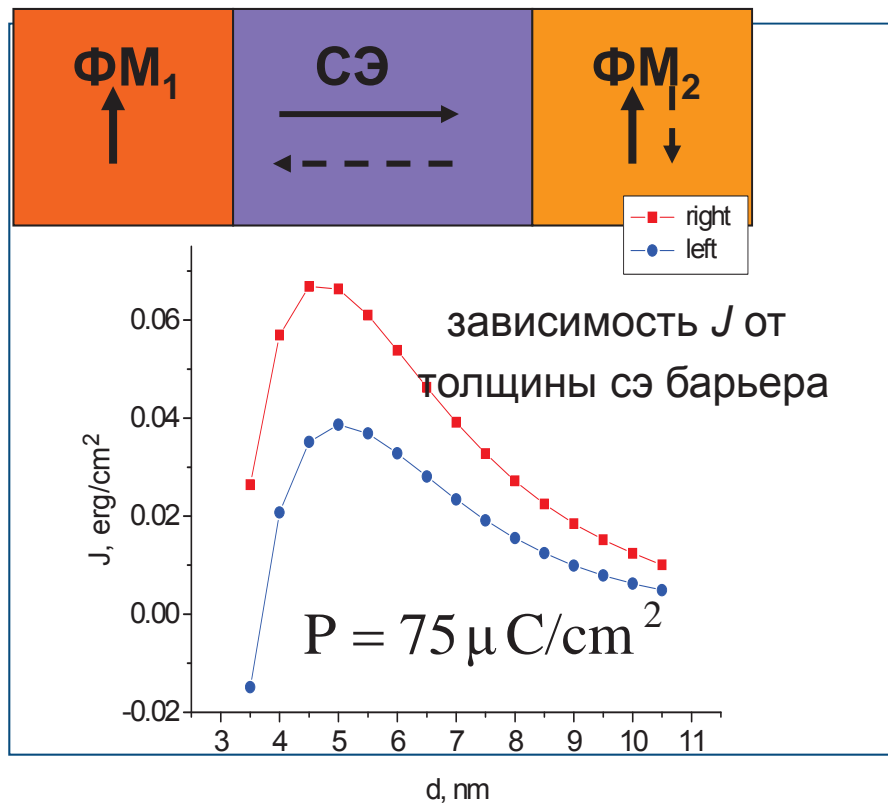 ФМ₁ СЭ ФМ₂
right
left
зависимость J от
толщины сэ барьера
0.06
0.04
0.02
0.00
-0.02
J, erg/cm²
P = 75 μ C/cm²
3 4 5 6 7 8 9 10 11
d, nm